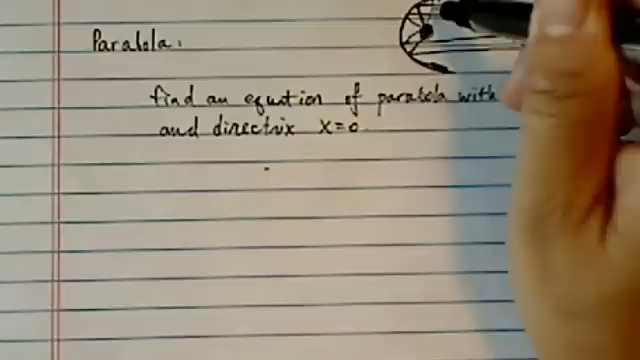 Parabola:
find an equation of parabola with
and directrix x=0.